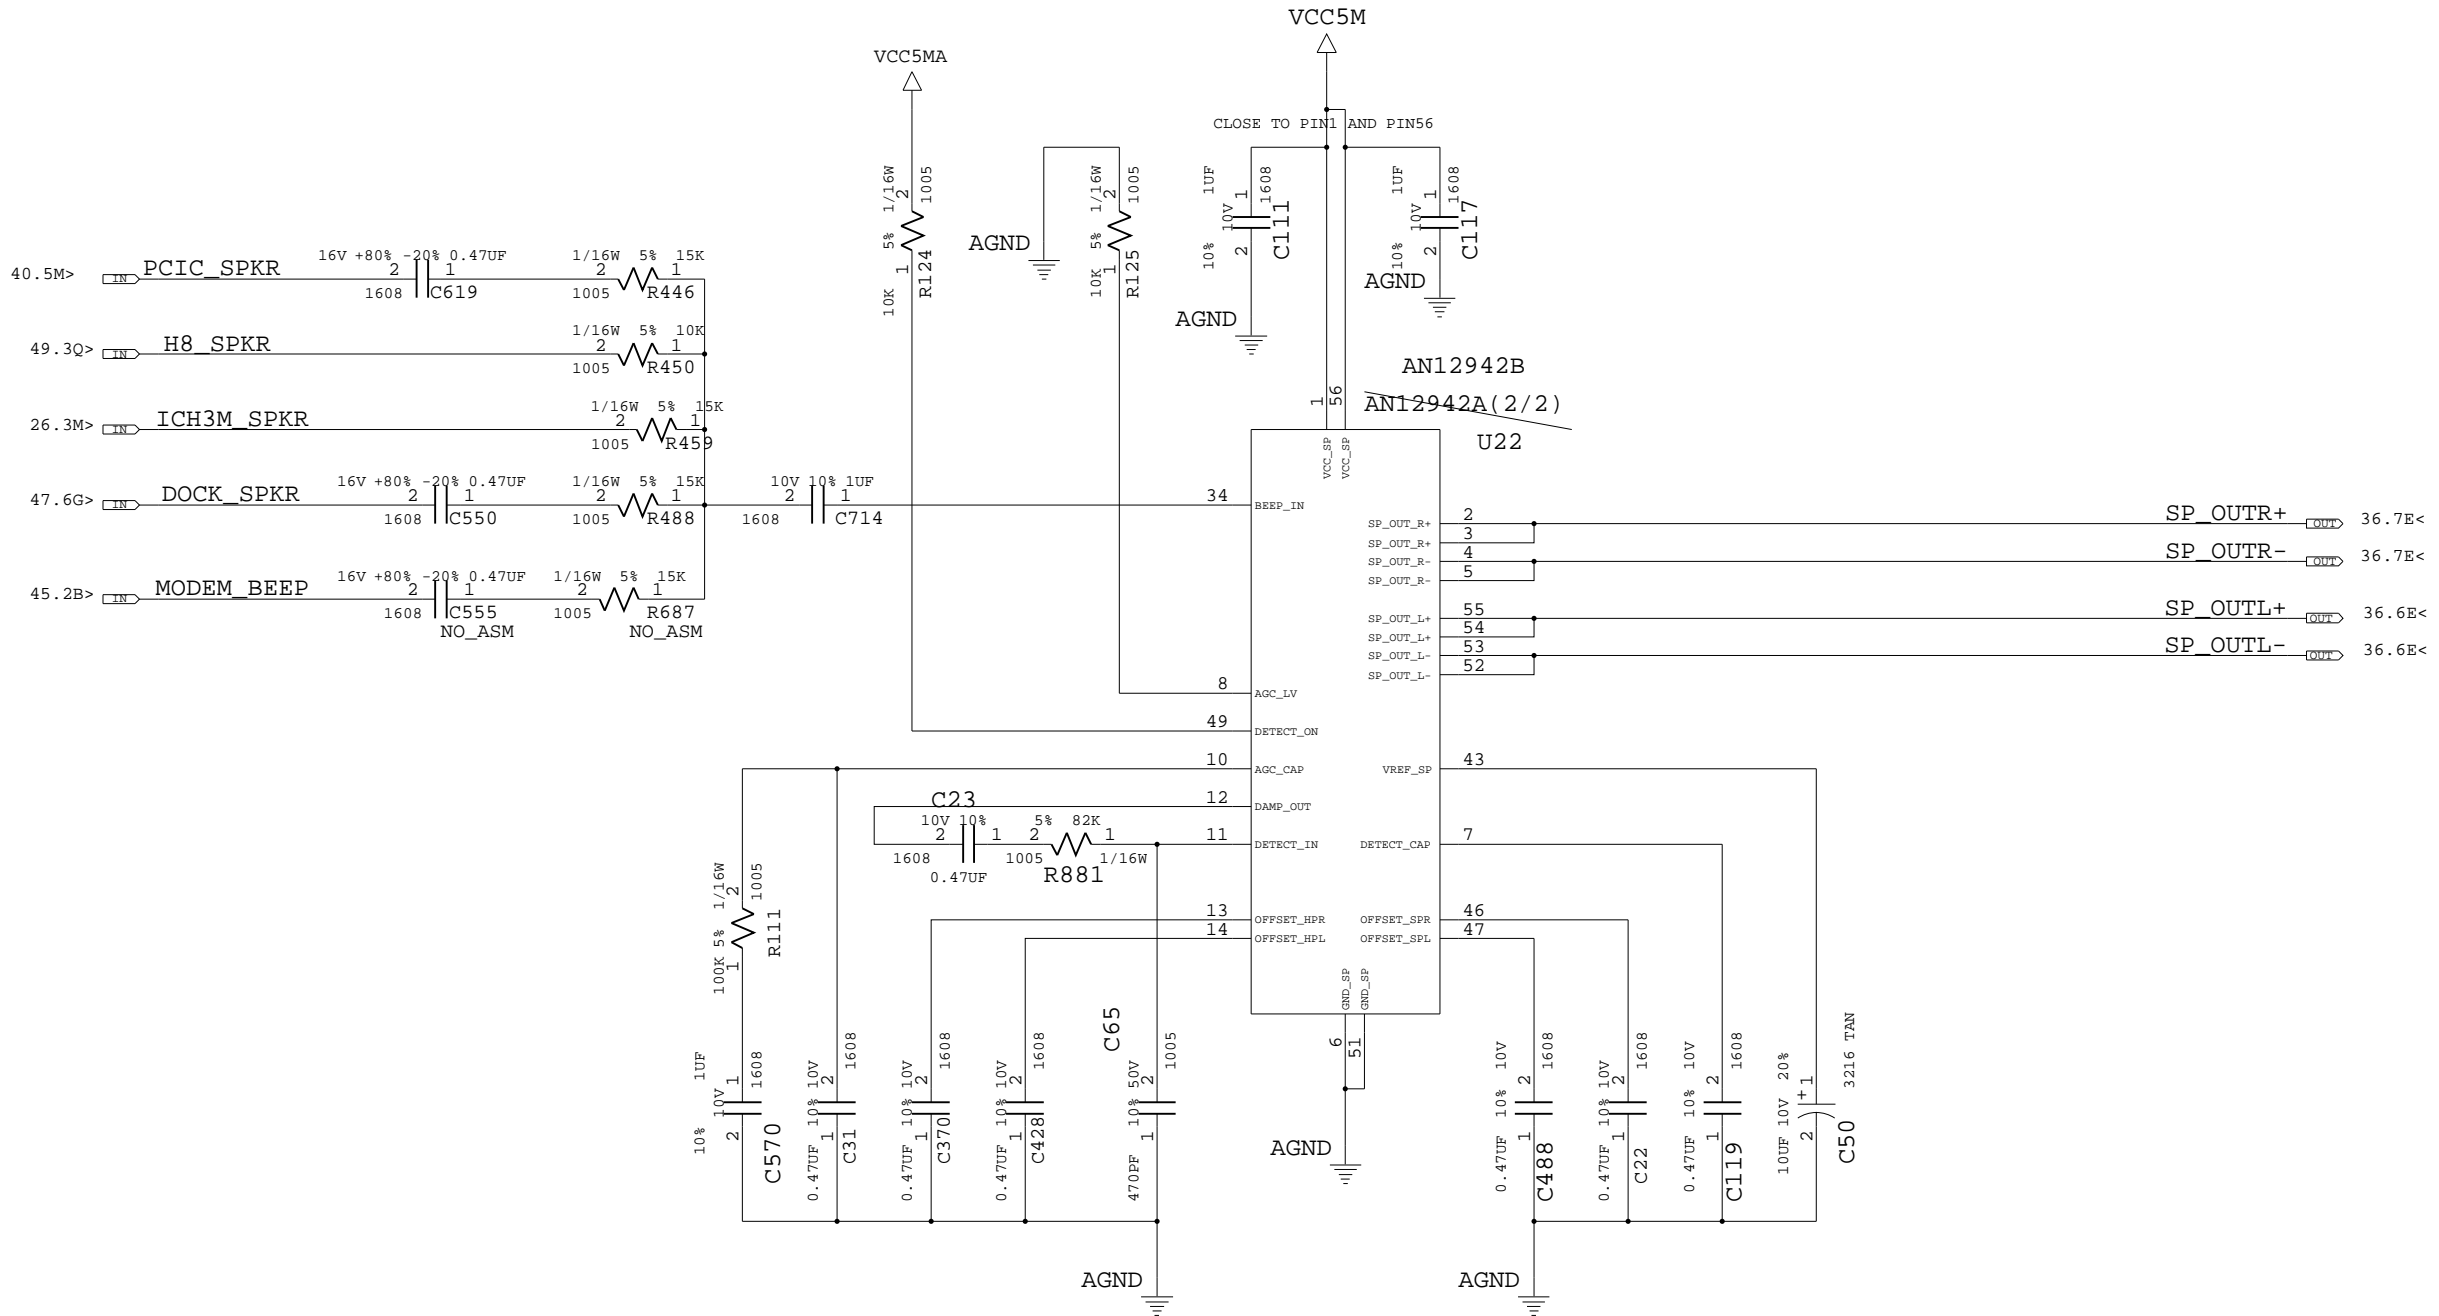 VCC5M
VCC5MA
CLOSE TO PIN1 AND PIN56
1/16W
2
1005
5%
1
R124
10K
AGND
1/16W
2
1005
5%
1
R125
10K
1UF
1
1608
10V
C111
10%
2
AGND
1UF
1
1608
10V
C117
10%
2
AGND
40.5M>
IN
PCIC_SPKR
16V +80% -20% 0.47UF
2 1
1608 C619
1/16W 5% 15K
2 1
1005 R446
49.3Q>
IN
H8_SPKR
1/16W 5% 10K
2 1
1005 R450
26.3M>
IN
ICH3M_SPKR
1/16W 5% 15K
2 1
1005 R459
47.6G>
IN
DOCK_SPKR
16V +80% -20% 0.47UF
2 1
1608 C550
1/16W 5% 15K
2 1
1005 R488
10V 10% 1UF
2 1
1608 C714
45.2B>
IN
MODEM_BEEP
16V +80% -20% 0.47UF
2 1
1608 C555
NO_ASM
1/16W 5% 15K
2 1
1005 R687
NO_ASM
AN12942B
AN12942A(2/2)
U22
1
56
VCC_SP
VCC_SP
34 BEEP_IN
8 AGC_LV
49 DETECT_ON
10 AGC_CAP
12 DAMP_OUT
11 DETECT_IN
13 OFFSET_HPR
14 OFFSET_HPL
SP_OUT_R+ 2
SP_OUT_R+ 3
SP_OUT_R- 4
SP_OUT_R- 5
SP_OUT_L+ 55
SP_OUT_L+ 54
SP_OUT_L- 53
SP_OUT_L- 52
VREF_SP 43
DETECT_CAP 7
OFFSET_SPR 46
OFFSET_SPL 47
GND_SP
GND_SP
6
51
AGND
SP_OUTR+ OUT 36.7E<
SP_OUTR- OUT 36.7E<
SP_OUTL+ OUT 36.6E<
SP_OUTL- OUT 36.6E<
C23
10V 10%
2 1
1608
0.47UF
5% 82K
2 1
1005 1/16W
R881
1/16W
2
1005
100K 5%
1
R111
1UF
1
1608
10V
10%
2
C570
0.47UF 10% 10V
2
1608
1
C31
0.47UF 10% 10V
2
1608
1
C370
0.47UF 10% 10V
2
1608
1
C428
C65
470PF 10% 50V
2
1005
1
AGND
0.47UF 10% 10V
2
1608
1
C488
0.47UF 10% 10V
2
1608
1
C22
0.47UF 10% 10V
2
1608
1
C119
10UF 10V 20%
+ 1
3216 TAN
2
C50
AGND